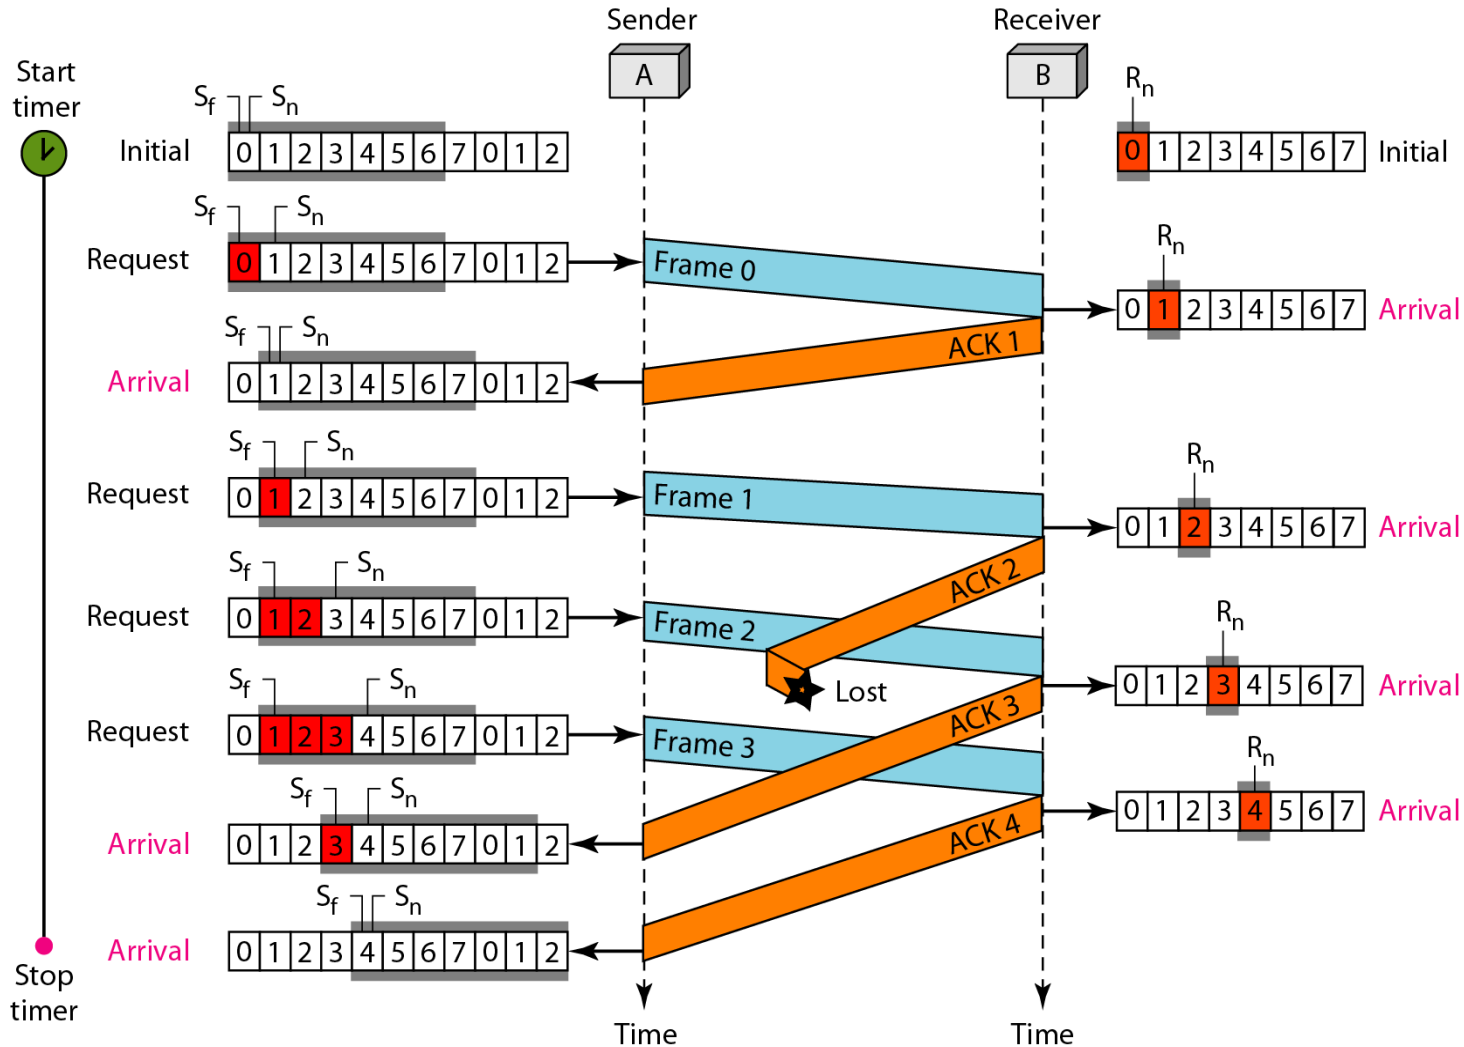 Sender
Receiver
Start
timer
A
B
Sf Sn
Rn
Initial
0 1 2 3 4 5 6 7 0 1 2
0 1 2 3 4 5 6 7
Initial
Sf Sn
Request
0 1 2 3 4 5 6 7 0 1 2
Frame 0
Rn
0 1 2 3 4 5 6 7
Arrival
Sf Sn
ACK 1
Arrival
0 1 2 3 4 5 6 7 0 1 2
Sf Sn
Request
0 1 2 3 4 5 6 7 0 1 2
Frame 1
Rn
0 1 2 3 4 5 6 7
Arrival
Sf Sn
ACK 2
Request
0 1 2 3 4 5 6 7 0 1 2
Frame 2
Rn
Lost
0 1 2 3 4 5 6 7
Arrival
Sf Sn
ACK 3
Request
0 1 2 3 4 5 6 7 0 1 2
Frame 3
Rn
0 1 2 3 4 5 6 7
Arrival
Sf Sn
ACK 4
Arrival
0 1 2 3 4 5 6 7 0 1 2
Sf Sn
Arrival
0 1 2 3 4 5 6 7 0 1 2
Stop
timer
Time
Time